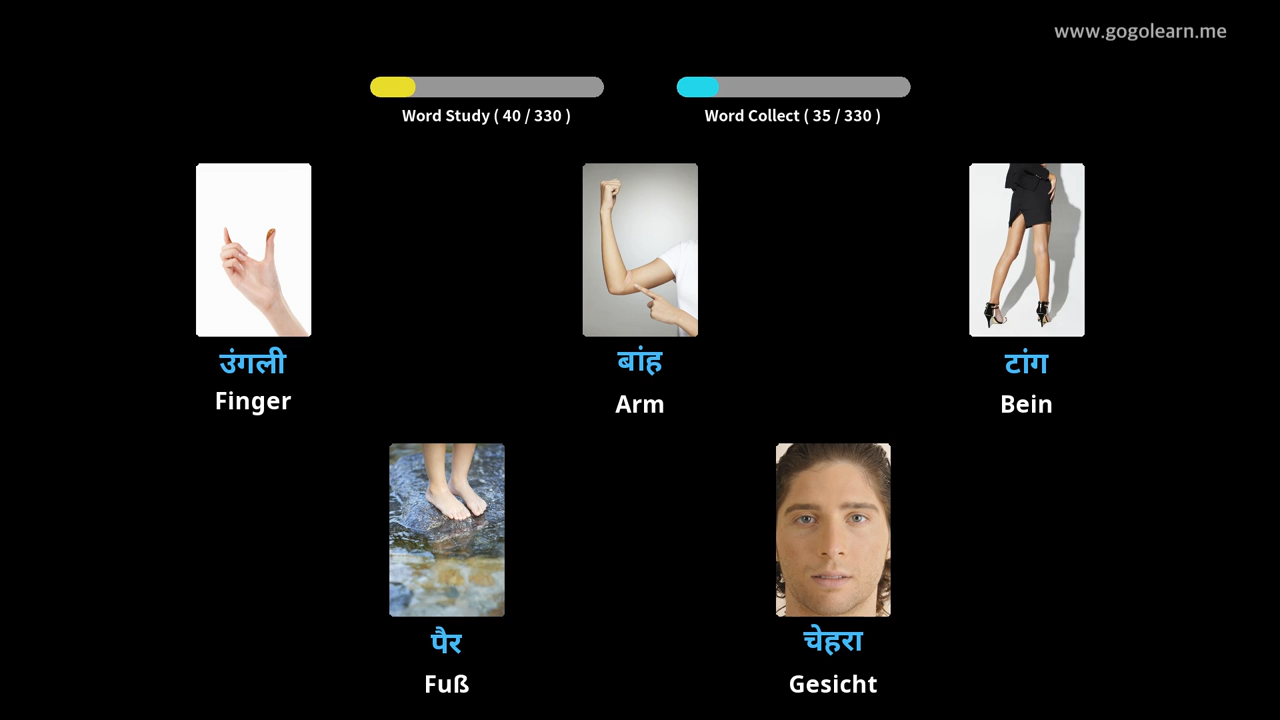 www.gogolearn.me
Word Study ( 40 / 330 )
Word Collect ( 35 / 330 )
उंगली
Finger
बांह
Arm
टांग
Bein
पैर
Fuß
चेहरा
Gesicht